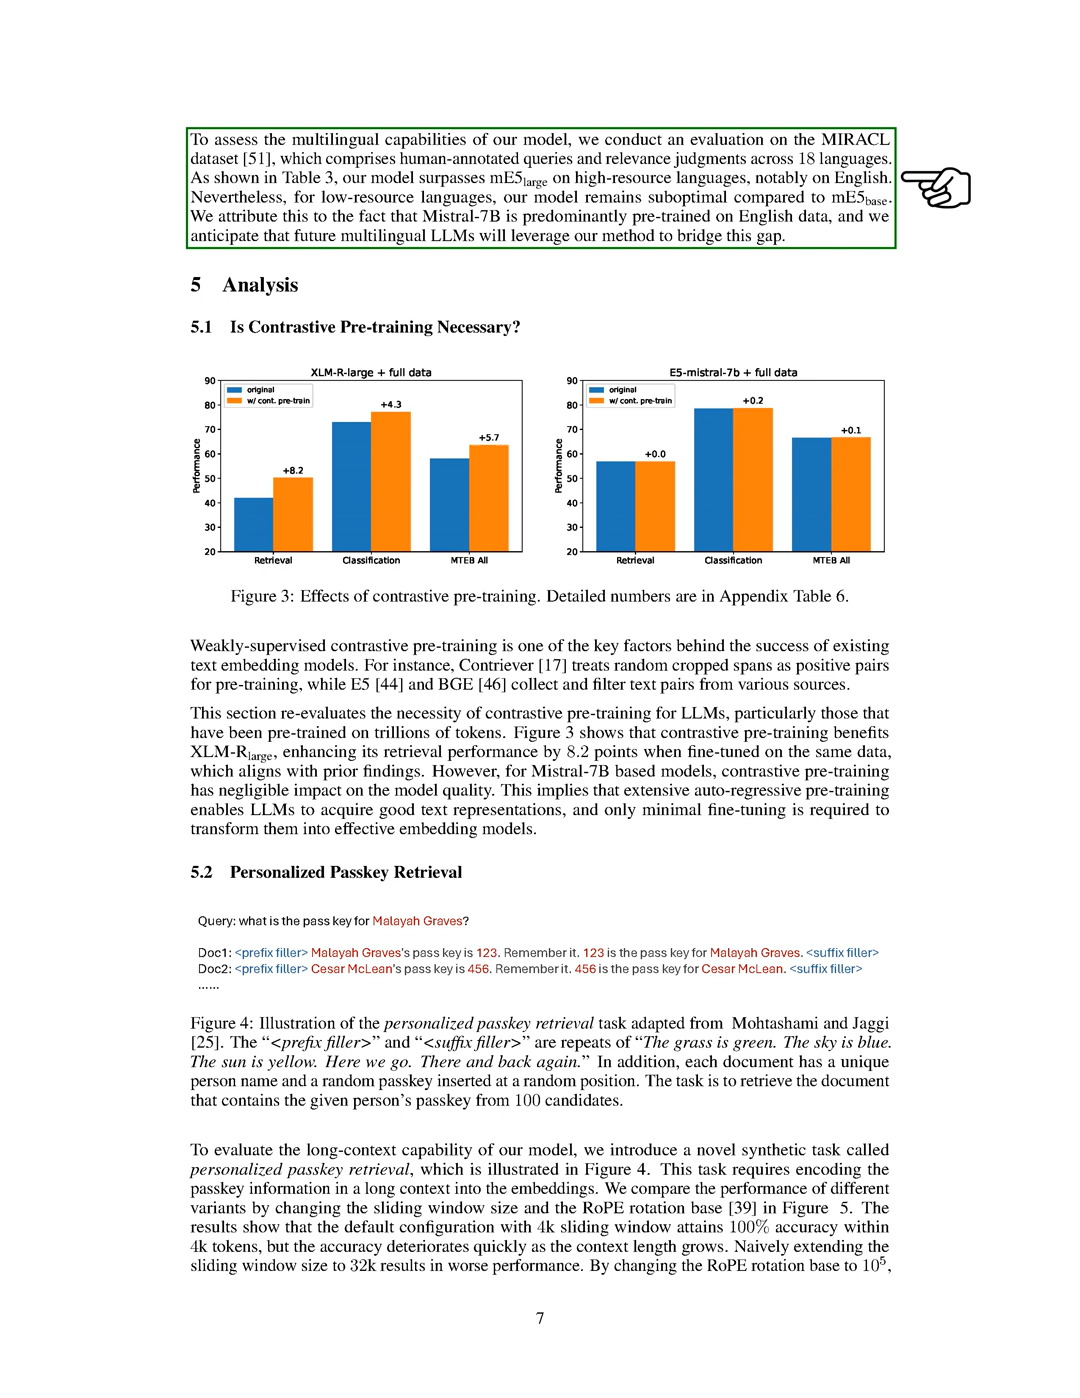 To assess the multilingual capabilities of our model, we conduct an evaluation on the MIRACL
dataset [51], which comprises human-annotated queries and relevance judgments across 18 languages.
As shown in Table 3, our model surpasses mE5large on high-resource languages, notably on English.
Nevertheless, for low-resource languages, our model remains suboptimal compared to mE5base.
We attribute this to the fact that Mistral-7B is predominantly pre-trained on English data, and we
anticipate that future multilingual LLMs will leverage our method to bridge this gap.
5 Analysis
5.1 Is Contrastive Pre-training Necessary?
XLM-R-large + full data
original
w/ cont. pre-train
Performance
90
80
70
60
50
40
30
20
+8.2
+4.3
+5.7
Retrieval
Classification
MTEB All
E5-mistral-7b + full data
original
w/ cont. pre-train
Performance
90
80
70
60
50
40
30
20
+0.0
+0.2
+0.1
Retrieval
Classification
MTEB All
Figure 3: Effects of contrastive pre-training. Detailed numbers are in Appendix Table 6.
Weakly-supervised contrastive pre-training is one of the key factors behind the success of existing
text embedding models. For instance, Contriever [17] treats random cropped spans as positive pairs
for pre-training, while E5 [44] and BGE [46] collect and filter text pairs from various sources.
This section re-evaluates the necessity of contrastive pre-training for LLMs, particularly those that
have been pre-trained on trillions of tokens. Figure 3 shows that contrastive pre-training benefits
XLM-Rlarge, enhancing its retrieval performance by 8.2 points when fine-tuned on the same data,
which aligns with prior findings. However, for Mistral-7B based models, contrastive pre-training
has negligible impact on the model quality. This implies that extensive auto-regressive pre-training
enables LLMs to acquire good text representations, and only minimal fine-tuning is required to
transform them into effective embedding models.
5.2 Personalized Passkey Retrieval
Query: what is the pass key for Malayah Graves?
Doc1: <prefix filler> Malayah Graves's pass key is 123. Remember it. 123 is the pass key for Malayah Graves. <suffix filler>
Doc2: <prefix filler> Cesar McLean's pass key is 456. Remember it. 456 is the pass key for Cesar McLean. <suffix filler>
......
Figure 4: Illustration of the personalized passkey retrieval task adapted from Mohtashami and Jaggi
[25]. The “<prefix filler>” and “<suffix filler>” are repeats of “The grass is green. The sky is blue.
The sun is yellow. Here we go. There and back again.” In addition, each document has a unique
person name and a random passkey inserted at a random position. The task is to retrieve the document
that contains the given person’s passkey from 100 candidates.
To evaluate the long-context capability of our model, we introduce a novel synthetic task called
personalized passkey retrieval, which is illustrated in Figure 4. This task requires encoding the
passkey information in a long context into the embeddings. We compare the performance of different
variants by changing the sliding window size and the RoPE rotation base [39] in Figure 5. The
results show that the default configuration with 4k sliding window attains 100% accuracy within
4k tokens, but the accuracy deteriorates quickly as the context length grows. Naively extending the
sliding window size to 32k results in worse performance. By changing the RoPE rotation base to 10⁵,
7